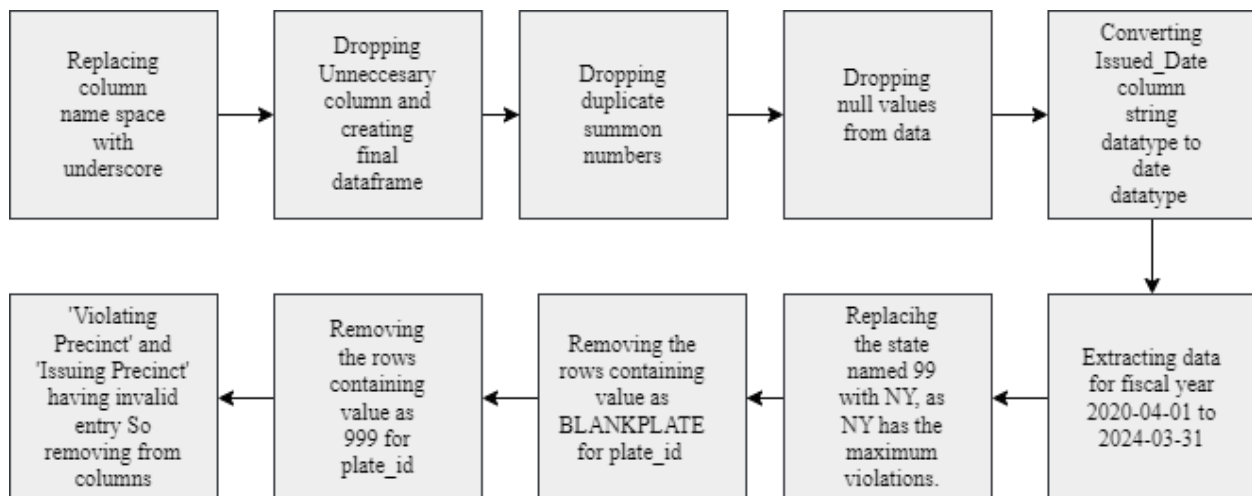 Replacing
column
name space
with
underscore
Dropping
Unneccesary
column and
creating
final
dataframe
Dropping
duplicate
summon
numbers
Dropping
null values
from data
Converting
Issued_Date
column
string
datatype to
date
datatype
Extracting data
for fiscal year
2020-04-01 to
2024-03-31
Replacihg
the state
named 99
with NY, as
NY has the
maximum
violations.
Removing the
rows containing
value as
BLANKPLATE
for plate_id
Removing
the rows
containing
value as
999 for
plate_id
'Violating
Precinct' and
'Issuing Precinct'
having invalid
entry So
removing from
columns